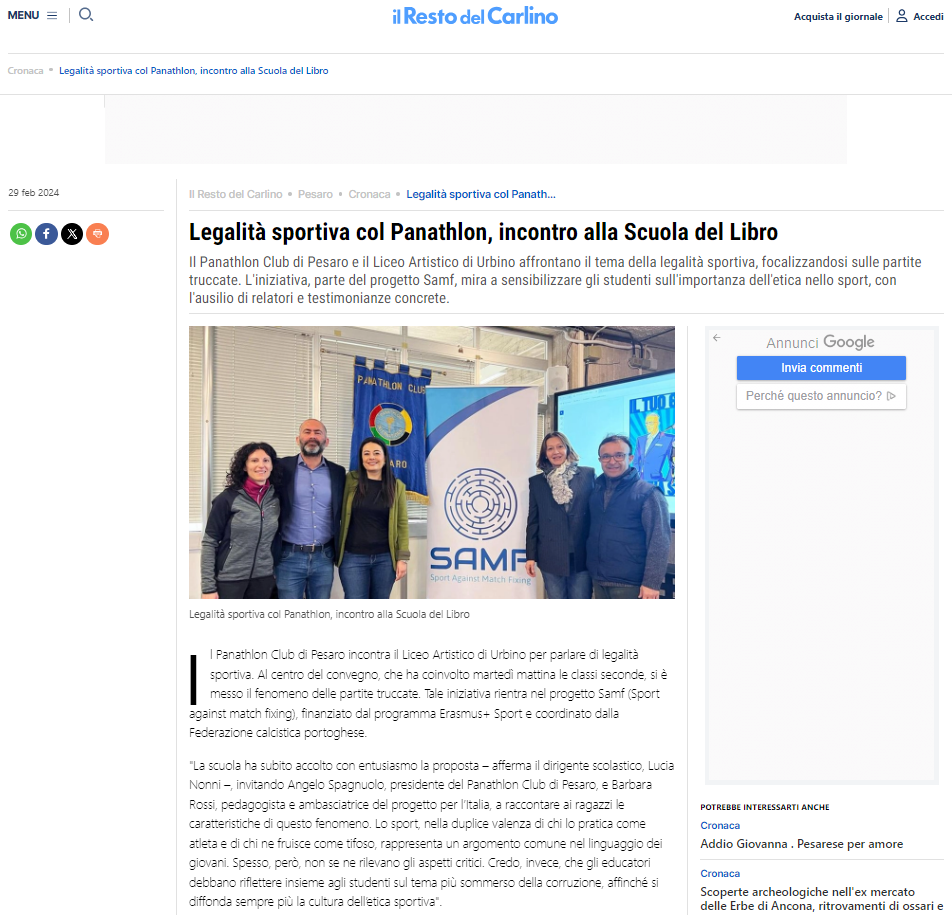 MENU
il Resto del Carlino
Acquista il giornale
Accedi
Cronaca • Legalità sportiva col Panathlon, incontro alla Scuola del Libro
29 feb 2024
Il Resto del Carlino • Pesaro • Cronaca • Legalità sportiva col Panath...
Legalità sportiva col Panathlon, incontro alla Scuola del Libro
Il Panathlon Club di Pesaro e il Liceo Artistico di Urbino affrontano il tema della legalità sportiva, focalizzandosi sulle partite
truccate. L'iniziativa, parte del progetto Samf, mira a sensibilizzare gli studenti sull'importanza dell'etica nello sport, con
l'ausilio di relatori e testimonianze concrete.
PANATHLON CLUB
ARO
SAMF
Sport Against Match Fixing
IL TUO
Legalità sportiva col Panathlon, incontro alla Scuola del Libro
Il Panathlon Club di Pesaro incontra il Liceo Artistico di Urbino per parlare di legalità
sportiva. Al centro del convegno, che ha coinvolto martedì mattina le classi seconde, si è
messo il fenomeno delle partite truccate. Tale iniziativa rientra nel progetto Samf (Sport
against match fixing), finanziato dal programma Erasmus+ Sport e coordinato dalla
Federazione calcistica portoghese.
"La scuola ha subito accolto con entusiasmo la proposta – afferma il dirigente scolastico, Lucia
Nonni –, invitando Angelo Spagnuolo, presidente del Panathlon Club di Pesaro, e Barbara
Rossi, pedagogista e ambasciatrice del progetto per l'Italia, a raccontare ai ragazzi le
caratteristiche di questo fenomeno. Lo sport, nella duplice valenza di chi lo pratica come
atleta e di chi ne fruisce come tifoso, rappresenta un argomento comune nel linguaggio dei
giovani. Spesso, però, non se ne rilevano gli aspetti critici. Credo, invece, che gli educatori
debbano riflettere insieme agli studenti sul tema più sommerso della corruzione, affinché si
diffonda sempre più la cultura dell'etica sportiva".
Annunci Google
Invia commenti
Perché questo annuncio?
POTREBBE INTERESSARTI ANCHE
Cronaca
Addio Giovanna . Pesarese per amore
Cronaca
Scoperte archeologiche nell'ex mercato
delle Erbe di Ancona, ritrovamenti di ossari e